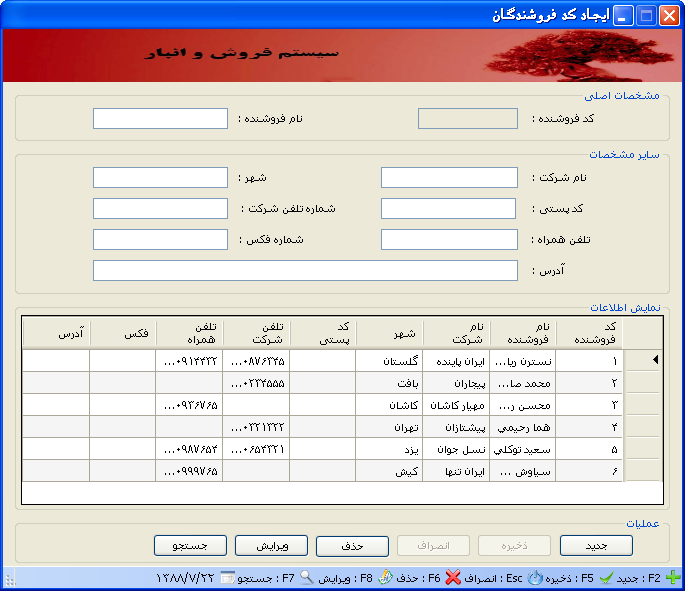 ایجاد کد فروشندگان
سیستم فروش و انبار
مشخصات اصلی
کد فروشنده : نام فروشنده :
سایر مشخصات
نام شرکت : شهر :
کد پستی : شماره تلفن شرکت :
تلفن همراه : شماره فکس :
آدرس :
نمایش اطلاعات
کد فروشنده نام فروشنده نام شرکت شهر کد پستی تلفن شرکت تلفن همراه فکس آدرس
۱ نسترن ریا... ایران پاینده گلستان ۰۸۷۶۲۴۵... ۰۹۱۴۴۳۲...
۲ محمد صا... پیچاران بافت ۰۳۳۴۵۵۵...
۳ محسن ر... مهیار کاشان کاشان ۰۹۳۶۷۶۵...
۴ هما رحیمی پیشتازان تهران ۰۲۲۱۳۲۲...
۵ سعید توکلی نسل جوان یزد ۰۶۵۴۳۲۱... ۰۹۸۷۶۵۴...
۶ سیاوش ... ایران تنها کیش ۰۹۹۹۷۶۵...
عملیات
جدید ذخیره انصراف حذف ویرایش جستجو
F2 : جدید F5 : ذخیره Esc : انصراف F6 : حذف F8 : ویرایش F7 : جستجو ۱۳۸۸/۷/۲۲